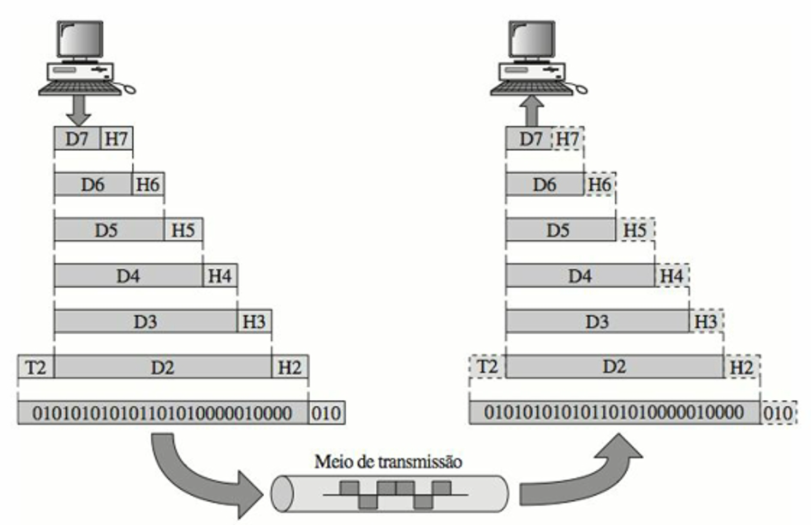 D7 H7
D6 H6
D5 H5
D4 H4
D3 H3
T2 D2 H2
010101010101101010000010000 010
D7 H7
D6 H6
D5 H5
D4 H4
D3 H3
T2 D2 H2
010101010101101010000010000 010
Meio de transmissão